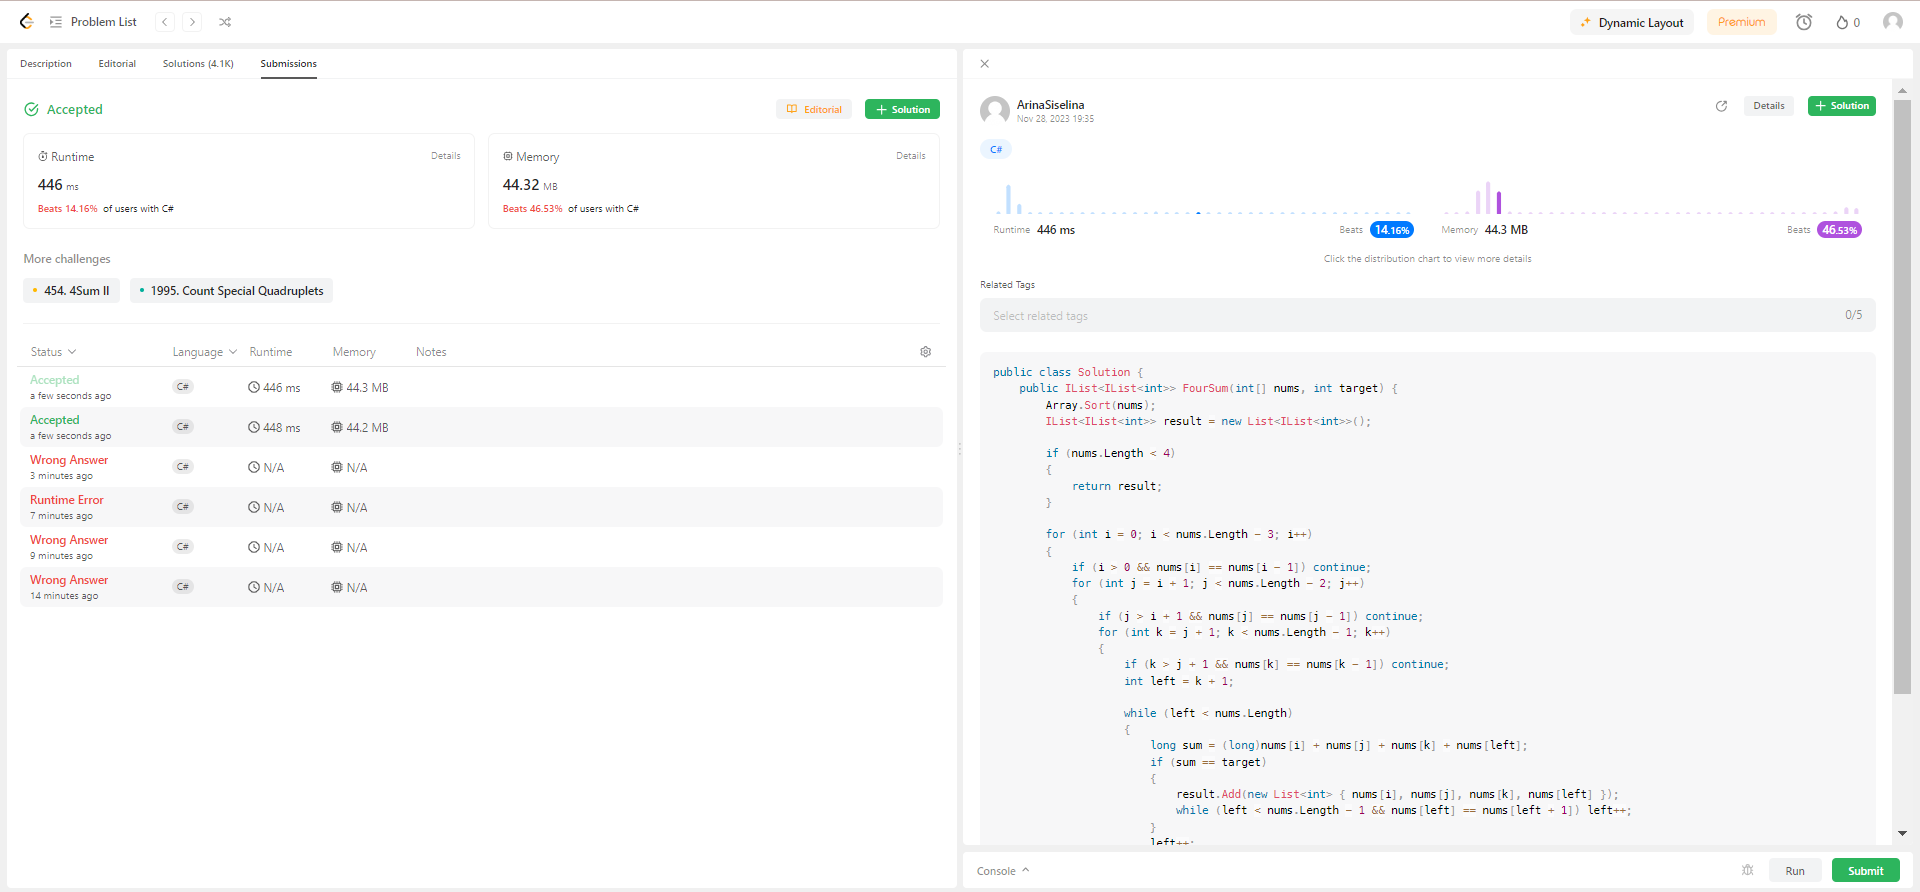 Problem List
Dynamic Layout
Premium
0
Description Editorial Solutions (4.1K) Submissions
Accepted
Editorial
+ Solution
Runtime Details
446 ms
Beats 14.16% of users with C#
Memory Details
44.32 MB
Beats 46.53% of users with C#
More challenges
454. 4Sum II
1995. Count Special Quadruplets
Status Language Runtime Memory Notes
Accepted
a few seconds ago
C# 446 ms 44.3 MB
Accepted
a few seconds ago
C# 448 ms 44.2 MB
Wrong Answer
3 minutes ago
C# N/A N/A
Runtime Error
7 minutes ago
C# N/A N/A
Wrong Answer
9 minutes ago
C# N/A N/A
Wrong Answer
14 minutes ago
C# N/A N/A
ArinaSiselina
Nov 28, 2023 19:35
Details
+ Solution
C#
Runtime 446 ms Beats 14.16%
Memory 44.3 MB Beats 46.53%
Click the distribution chart to view more details
Related Tags
Select related tags 0/5
public class Solution {
    public IList<IList<int>> FourSum(int[] nums, int target) {
        Array.Sort(nums);
        IList<IList<int>> result = new List<IList<int>>();
        if (nums.Length < 4)
        {
            return result;
        }
        for (int i = 0; i < nums.Length - 3; i++)
        {
            if (i > 0 && nums[i] == nums[i - 1]) continue;
            for (int j = i + 1; j < nums.Length - 2; j++)
            {
                if (j > i + 1 && nums[j] == nums[j - 1]) continue;
                for (int k = j + 1; k < nums.Length - 1; k++)
                {
                    if (k > j + 1 && nums[k] == nums[k - 1]) continue;
                    int left = k + 1;
                    while (left < nums.Length)
                    {
                        long sum = (long)nums[i] + nums[j] + nums[k] + nums[left];
                        if (sum == target)
                        {
                            result.Add(new List<int> { nums[i], nums[j], nums[k], nums[left] });
                            while (left < nums.Length - 1 && nums[left] == nums[left + 1]) left++;
                        }
                        left++;
Console
Run
Submit